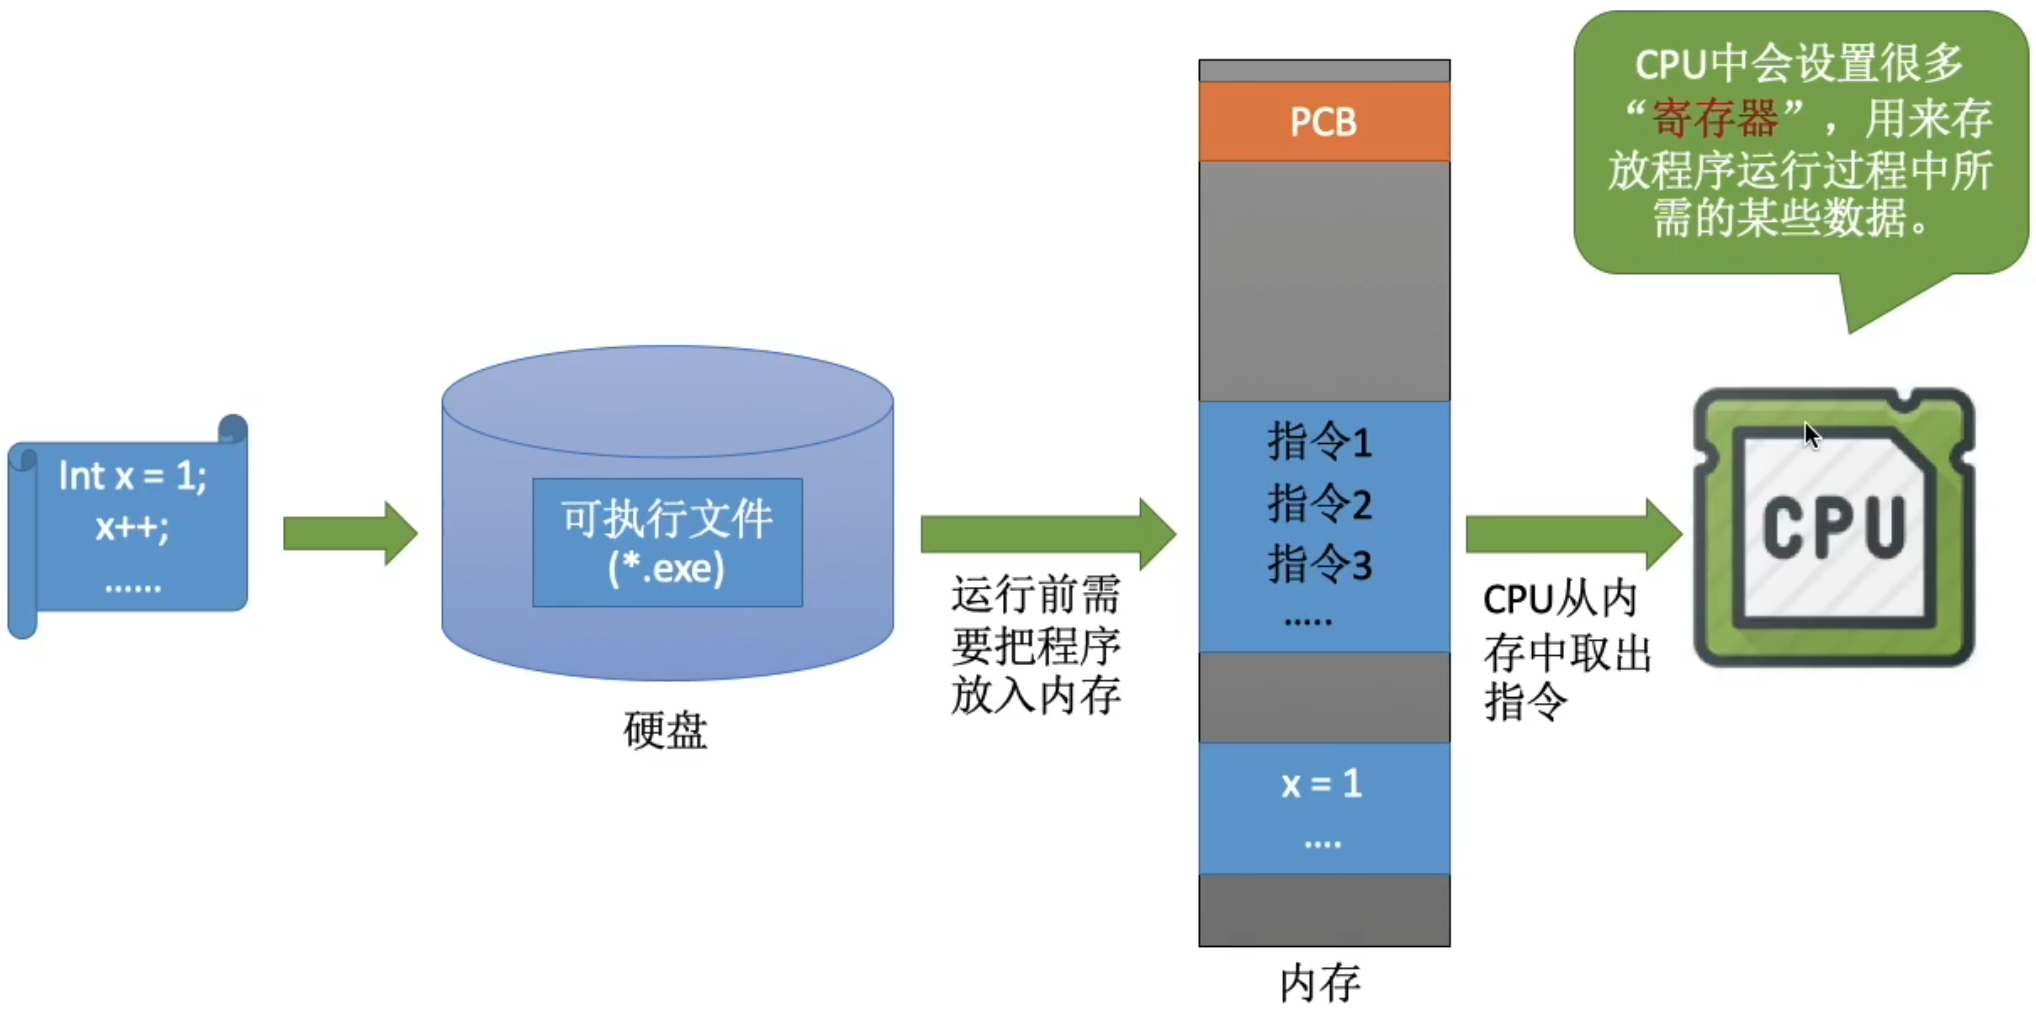 Int x = 1;
x++;
......
可执行文件
(*.exe)
硬盘
运行前需
要把程序
放入内存
PCB
指令1
指令2
指令3
.....
x = 1
....
内存
CPU从内
存中取出
指令
CPU中会设置很多
“寄存器”，用来存
放程序运行过程中所
需的某些数据。
CPU